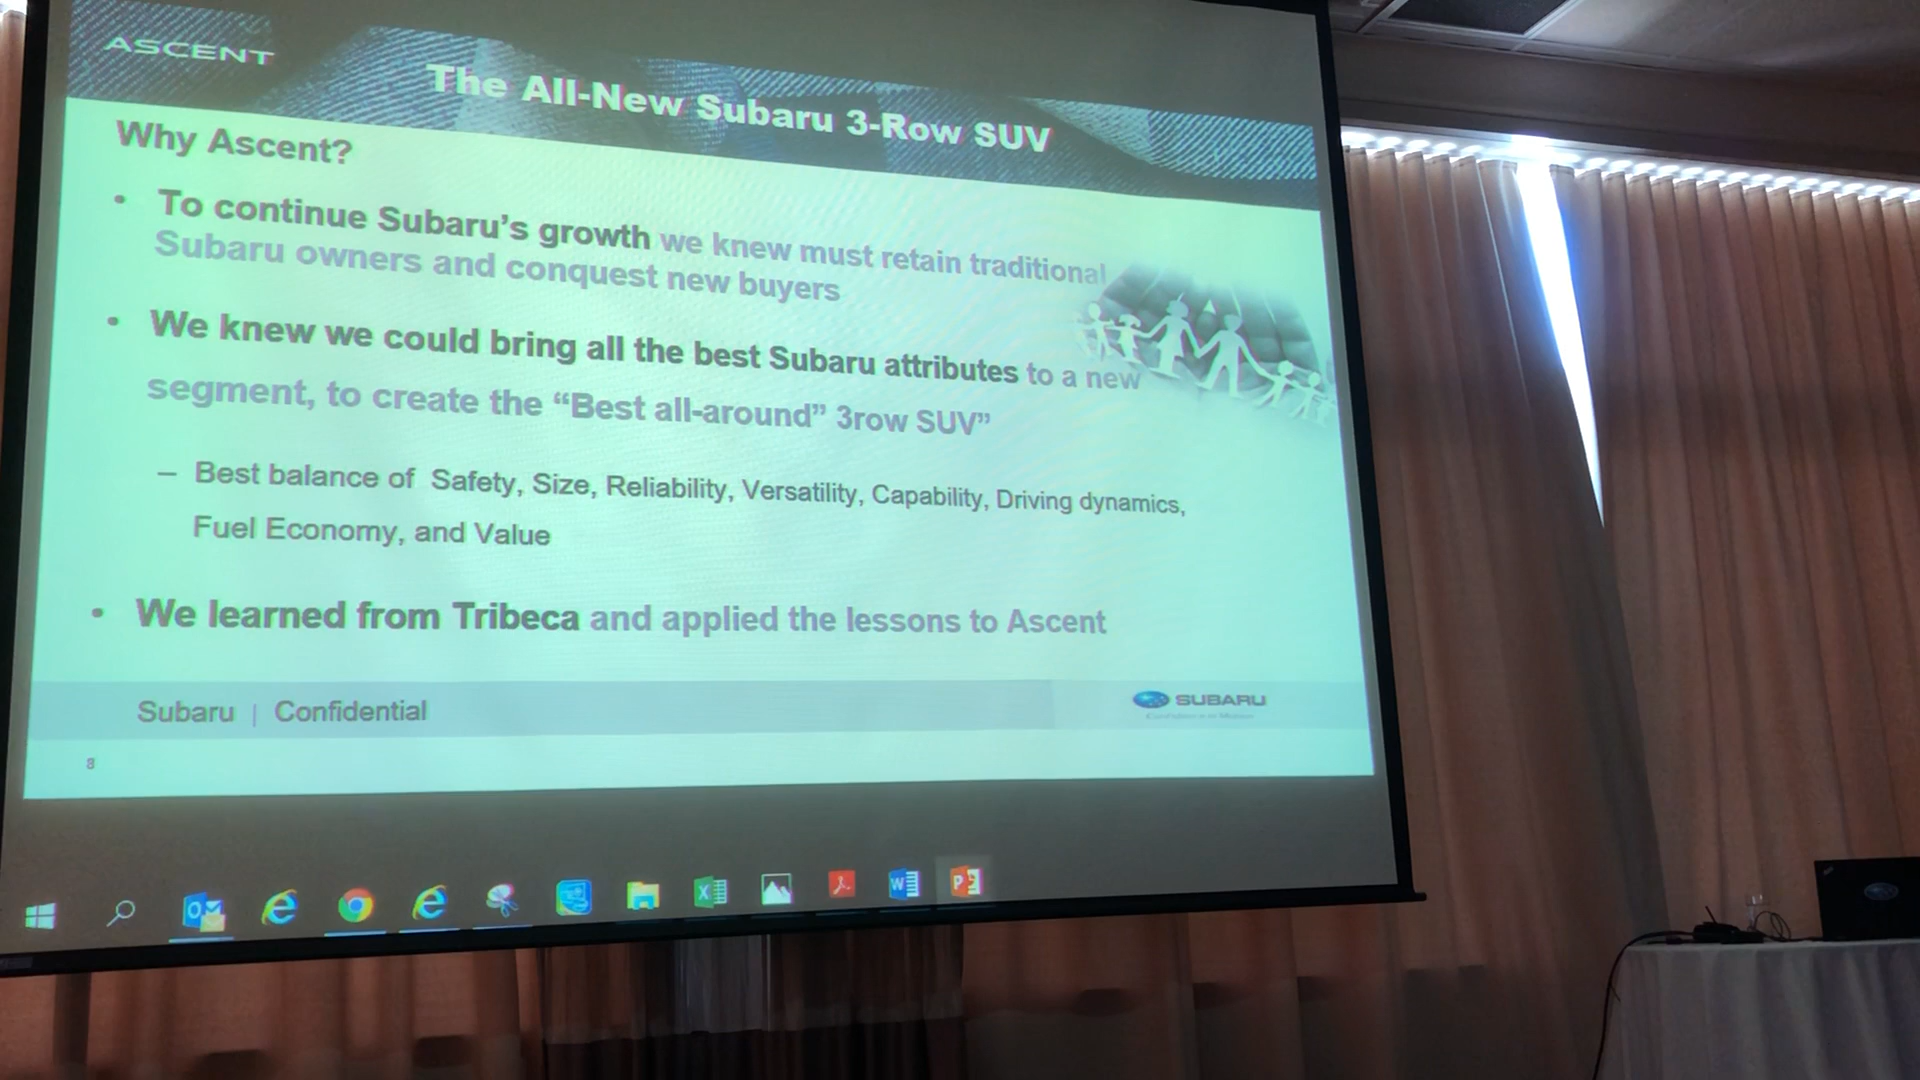 ASCENT
The All-New Subaru 3-Row SUV
Why Ascent?
• To continue Subaru's growth we knew must retain traditional
Subaru owners and conquest new buyers
• We knew we could bring all the best Subaru attributes to a new
segment, to create the “Best all-around” 3row SUV”
– Best balance of Safety, Size, Reliability, Versatility, Capability, Driving dynamics,
Fuel Economy, and Value
• We learned from Tribeca and applied the lessons to Ascent
Subaru | Confidential
SUBARU
8